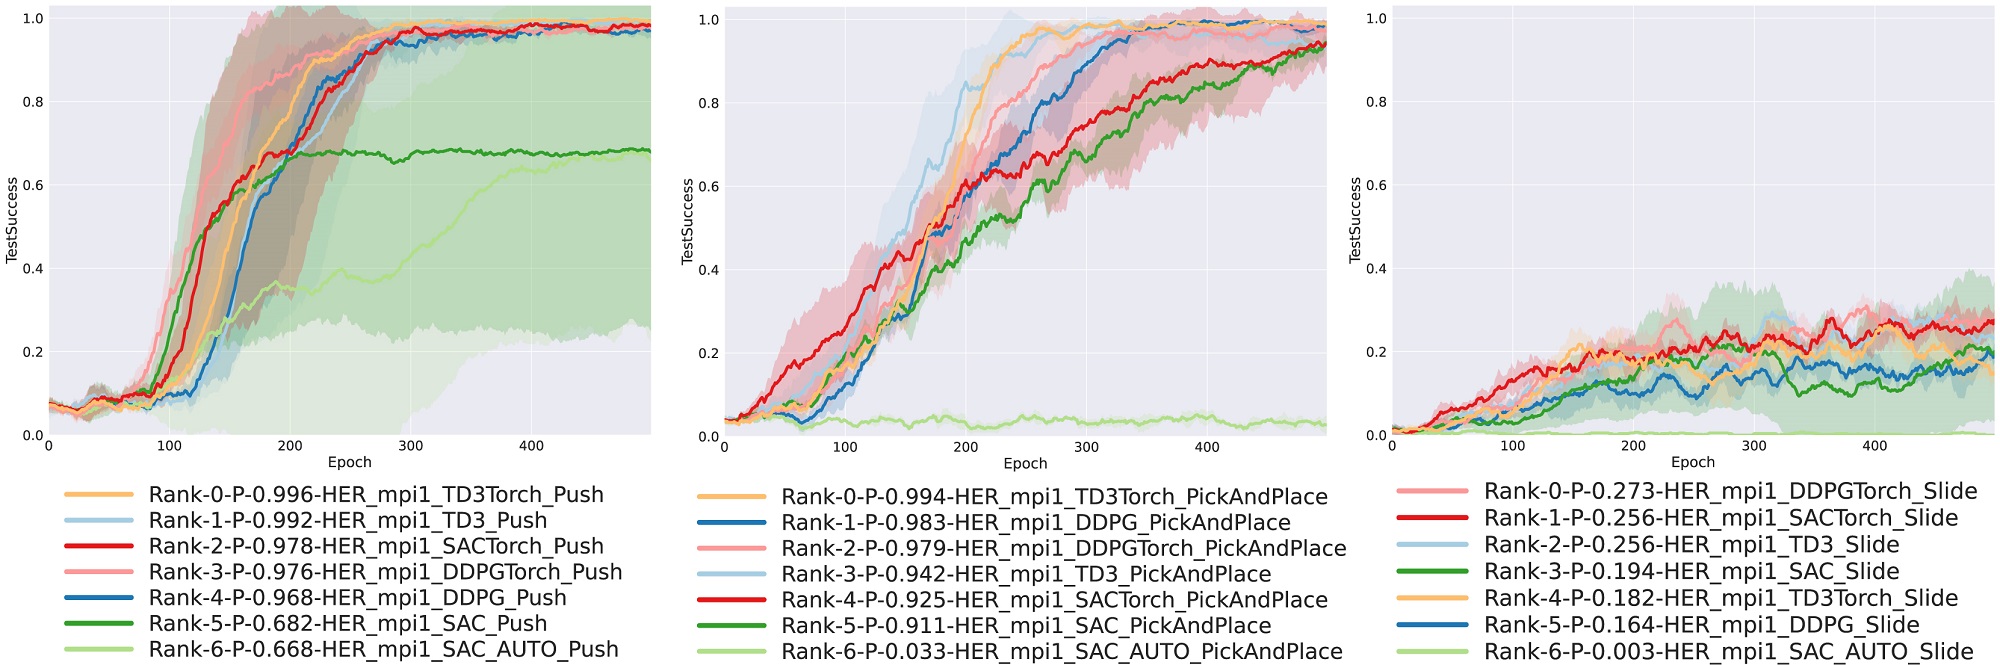 1.0
0.8
0.6
0.4
0.2
0.0
TestSuccess
0 100 200 300 400
Epoch
Rank-0-P-0.996-HER_mpi1_TD3Torch_Push
Rank-1-P-0.992-HER_mpi1_TD3_Push
Rank-2-P-0.978-HER_mpi1_SACTorch_Push
Rank-3-P-0.976-HER_mpi1_DDPGTorch_Push
Rank-4-P-0.968-HER_mpi1_DDPG_Push
Rank-5-P-0.682-HER_mpi1_SAC_Push
Rank-6-P-0.668-HER_mpi1_SAC_AUTO_Push
1.0
0.8
0.6
0.4
0.2
0.0
TestSuccess
0 100 200 300 400
Epoch
Rank-0-P-0.994-HER_mpi1_TD3Torch_PickAndPlace
Rank-1-P-0.983-HER_mpi1_DDPG_PickAndPlace
Rank-2-P-0.979-HER_mpi1_DDPGTorch_PickAndPlace
Rank-3-P-0.942-HER_mpi1_TD3_PickAndPlace
Rank-4-P-0.925-HER_mpi1_SACTorch_PickAndPlace
Rank-5-P-0.911-HER_mpi1_SAC_PickAndPlace
Rank-6-P-0.033-HER_mpi1_SAC_AUTO_PickAndPlace
1.0
0.8
0.6
0.4
0.2
0.0
TestSuccess
0 100 200 300 400
Epoch
Rank-0-P-0.273-HER_mpi1_DDPGTorch_Slide
Rank-1-P-0.256-HER_mpi1_SACTorch_Slide
Rank-2-P-0.256-HER_mpi1_TD3_Slide
Rank-3-P-0.194-HER_mpi1_SAC_Slide
Rank-4-P-0.182-HER_mpi1_TD3Torch_Slide
Rank-5-P-0.164-HER_mpi1_DDPG_Slide
Rank-6-P-0.003-HER_mpi1_SAC_AUTO_Slide